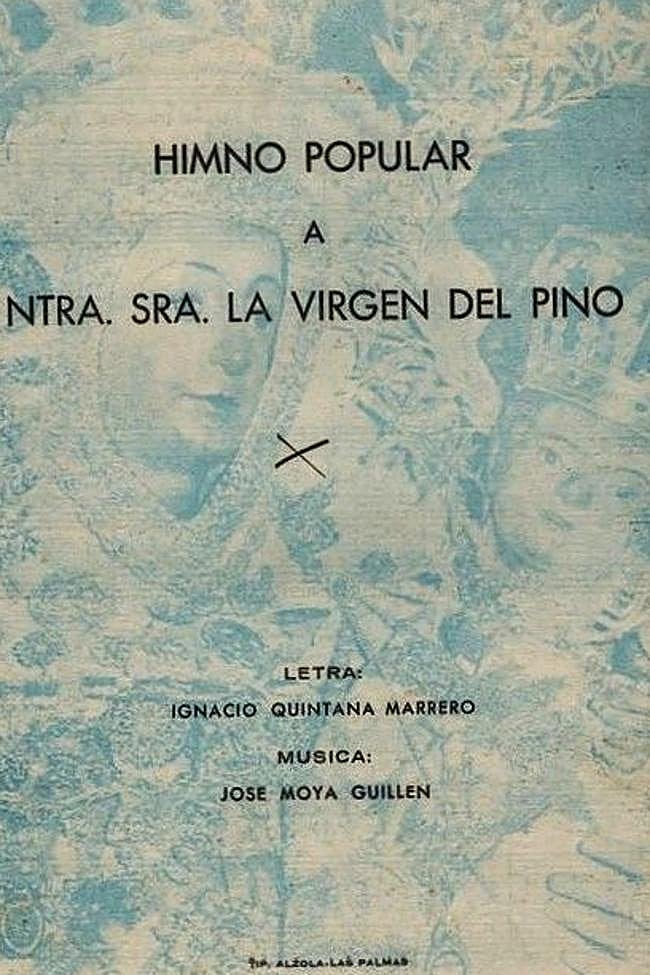 HIMNO POPULAR
A
NTRA. SRA. LA VIRGEN DEL PINO
LETRA:
IGNACIO QUINTANA MARRERO
MUSICA:
JOSE MOYA GUILLEN
TIP. ALZOLA-LAS PALMAS